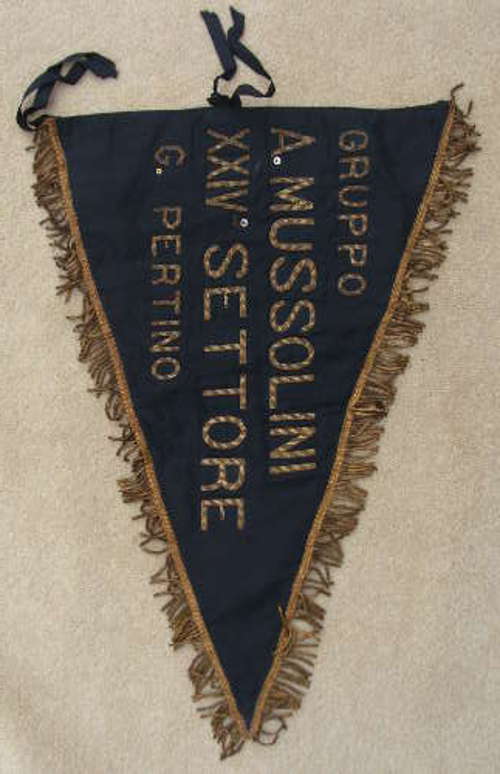 GRUPPO
A. MUSSOLINI
XXIV° SETTORE
G. PERTINO